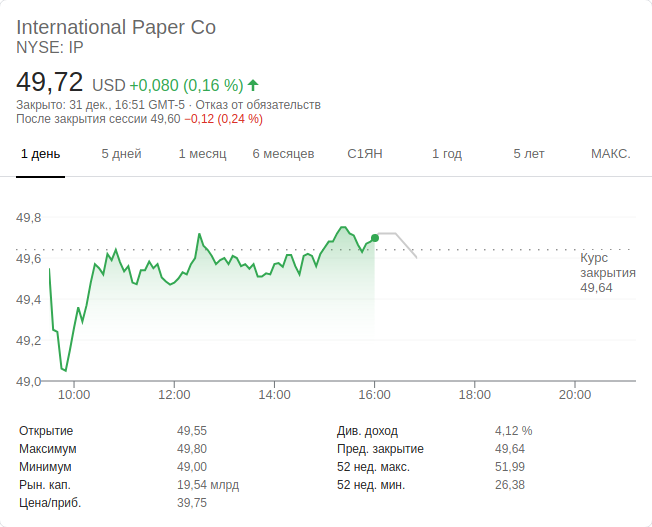 International Paper Co
NYSE: IP
49,72 USD +0,080 (0,16 %)
Закрыто: 31 дек., 16:51 GMT-5 · Отказ от обязательств
После закрытия сессии 49,60 −0,12 (0,24 %)
1 день 5 дней 1 месяц 6 месяцев С1ЯН 1 год 5 лет МАКС.
49,8
49,6
49,4
49,2
49,0
Курс
закрытия
49,64
10:00 12:00 14:00 16:00 18:00 20:00
Открытие 49,55 Див. доход 4,12 %
Максимум 49,80 Пред. закрытие 49,64
Минимум 49,00 52 нед. макс. 51,99
Рын. кап. 19,54 млрд 52 нед. мин. 26,38
Цена/приб. 39,75